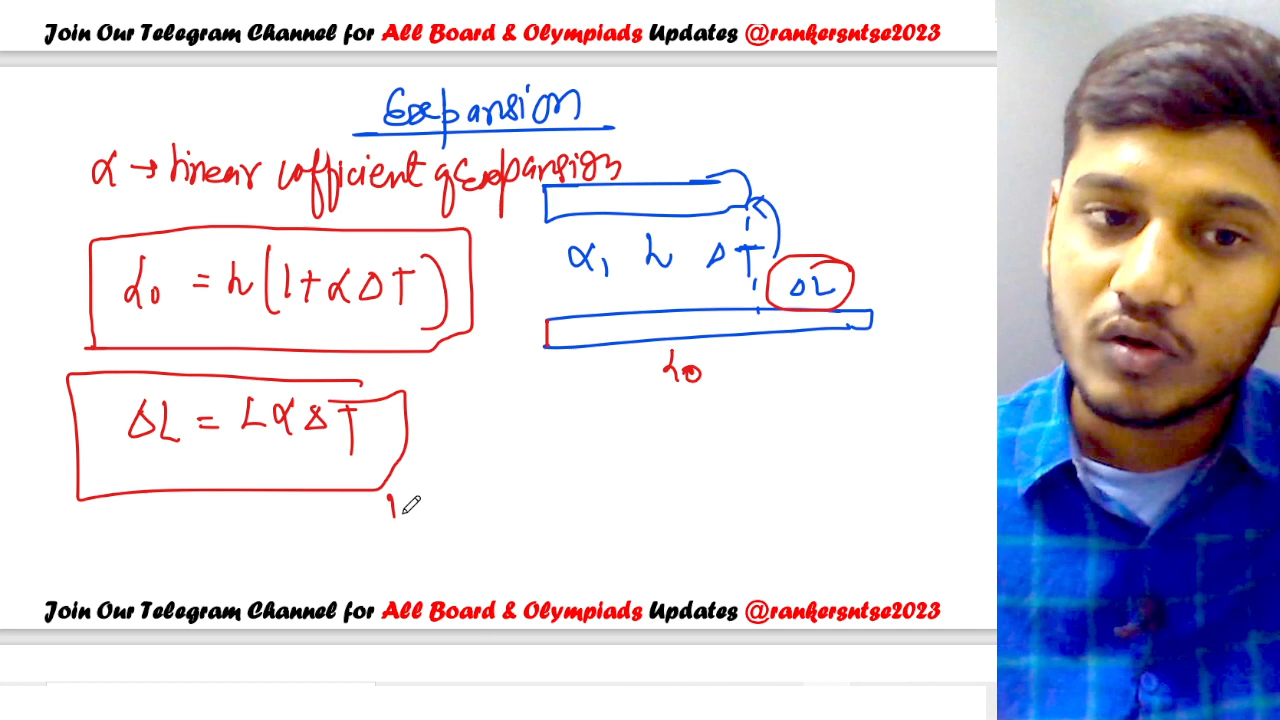 Join Our Telegram Channel for All Board & Olympiads Updates @rankersntse2023
Expansion
α → Linear cofficient of Expansion
α, L ΔT
L₀ = L(1+αΔT)
ΔL
L₀
ΔL = LαΔT
Join Our Telegram Channel for All Board & Olympiads Updates @rankersntse2023